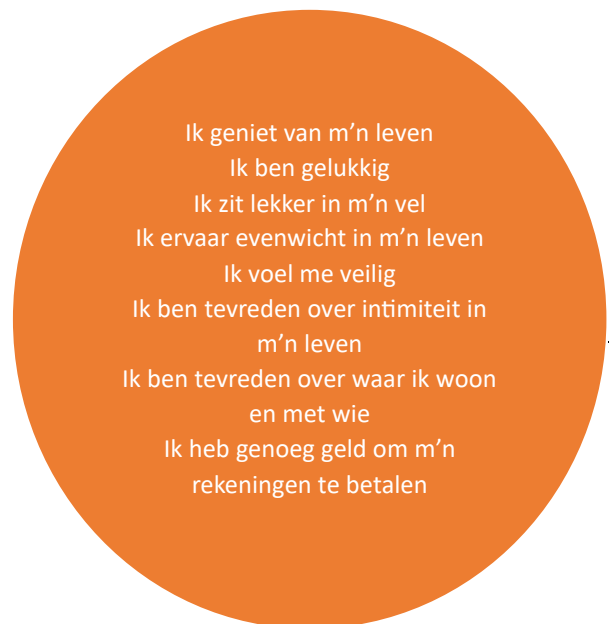 Ik geniet van m’n leven
Ik ben gelukkig
Ik zit lekker in m’n vel
Ik ervaar evenwicht in m’n leven
Ik voel me veilig
Ik ben tevreden over intimiteit in
m’n leven
Ik ben tevreden over waar ik woon
en met wie
Ik heb genoeg geld om m’n
rekeningen te betalen